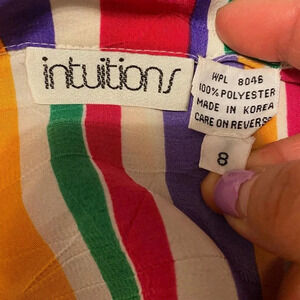 intuitions
WPL 8046
100% POLYESTER
MADE IN KOREA
CARE ON REVERSE
8